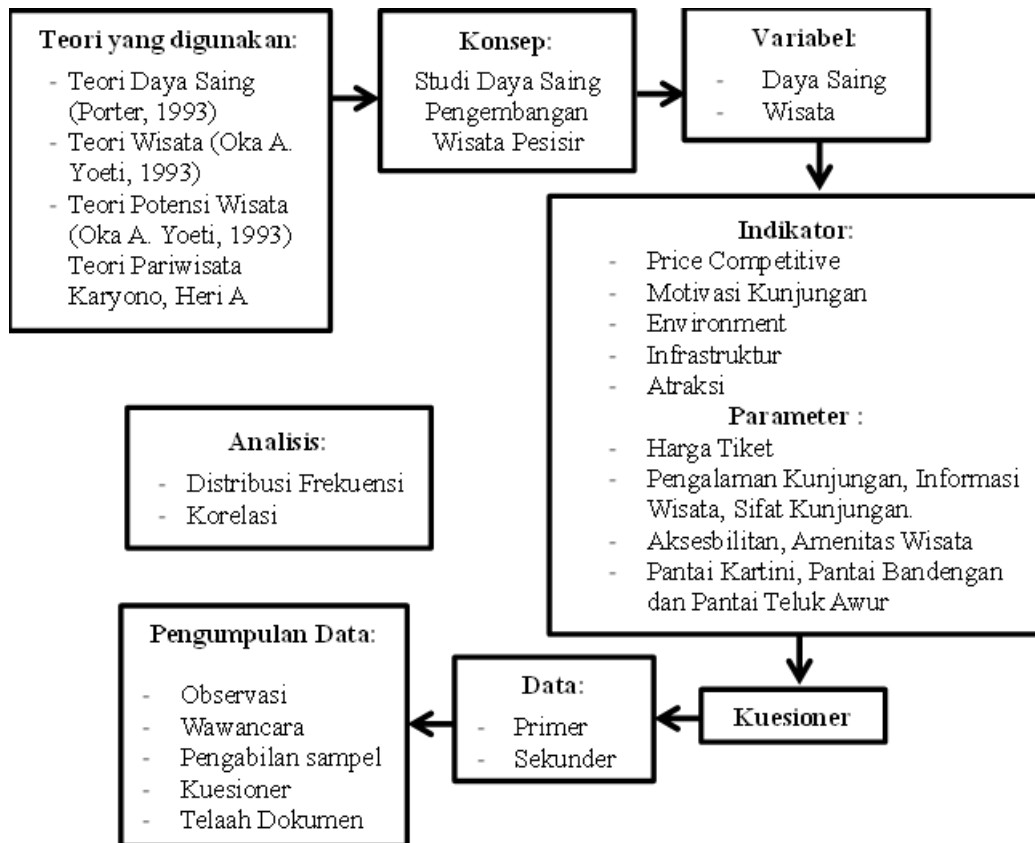 Teori yang digunakan:
- Teori Daya Saing
(Porter, 1993)
- Teori Wisata (Oka A.
Yoeti, 1993)
- Teori Potensi Wisata
(Oka A. Yoeti, 1993)
Teori Pariwisata
Karyono, Heri A
Konsep:
Studi Daya Saing
Pengembangan
Wisata Pesisir
Variabel:
- Daya Saing
- Wisata
Indikator:
- Price Competitive
- Motivasi Kunjungan
- Environment
- Infrastruktur
- Atraksi
Parameter :
- Harga Tiket
- Pengalaman Kunjungan, Informasi
Wisata, Sifat Kunjungan.
- Aksesbilitan, Amenitas Wisata
- Pantai Kartini, Pantai Bandengan
dan Pantai Teluk Awur
Kuesioner
Data:
- Primer
- Sekunder
Pengumpulan Data:
- Observasi
- Wawancara
- Pengabilan sampel
- Kuesioner
- Telaah Dokumen
Analisis:
- Distribusi Frekuensi
- Korelasi